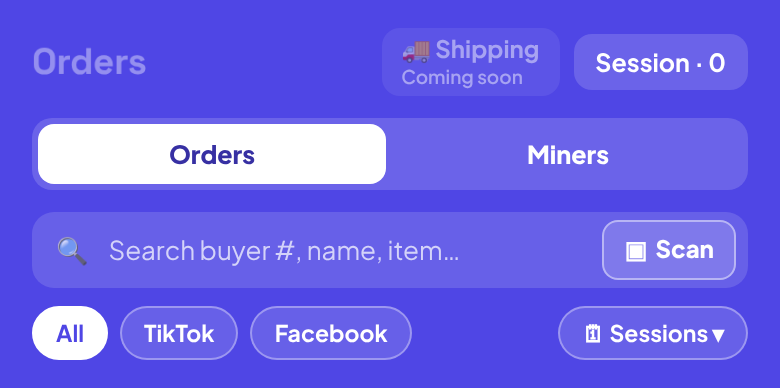 Orders
🚚 Shipping
Coming soon
Session · 0
Orders
Miners
🔍 Search buyer #, name, item...
▣ Scan
All
TikTok
Facebook
🗓 Sessions ▾